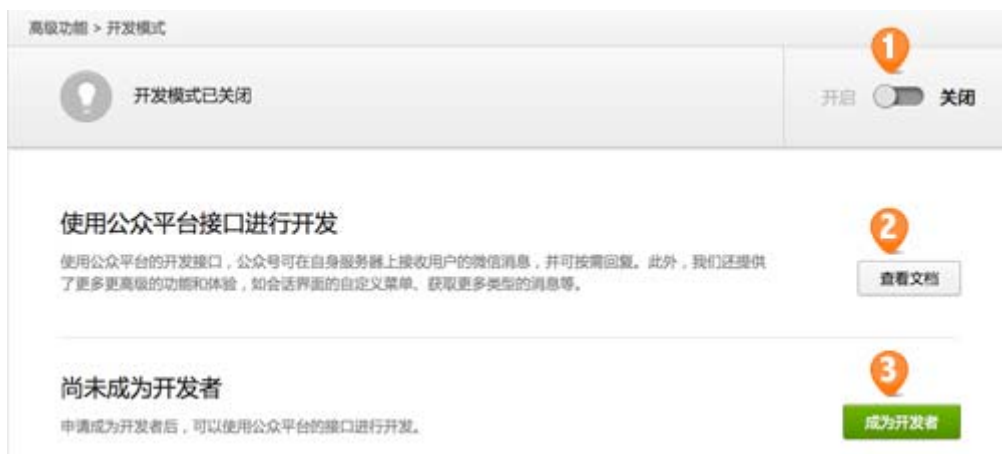 高级功能 > 开发模式
1
开发模式已关闭
开启 关闭
使用公众平台接口进行开发
2
使用公众平台的开发接口，公众号可在自身服务器上接收用户的微信消息，并可按需回复。此外，我们还提供
了更多更高级的功能和体验，如会话界面的自定义菜单、获取更多类型的消息等。
查看文档
3
尚未成为开发者
申请成为开发者后，可以使用公众平台的接口进行开发。
成为开发者